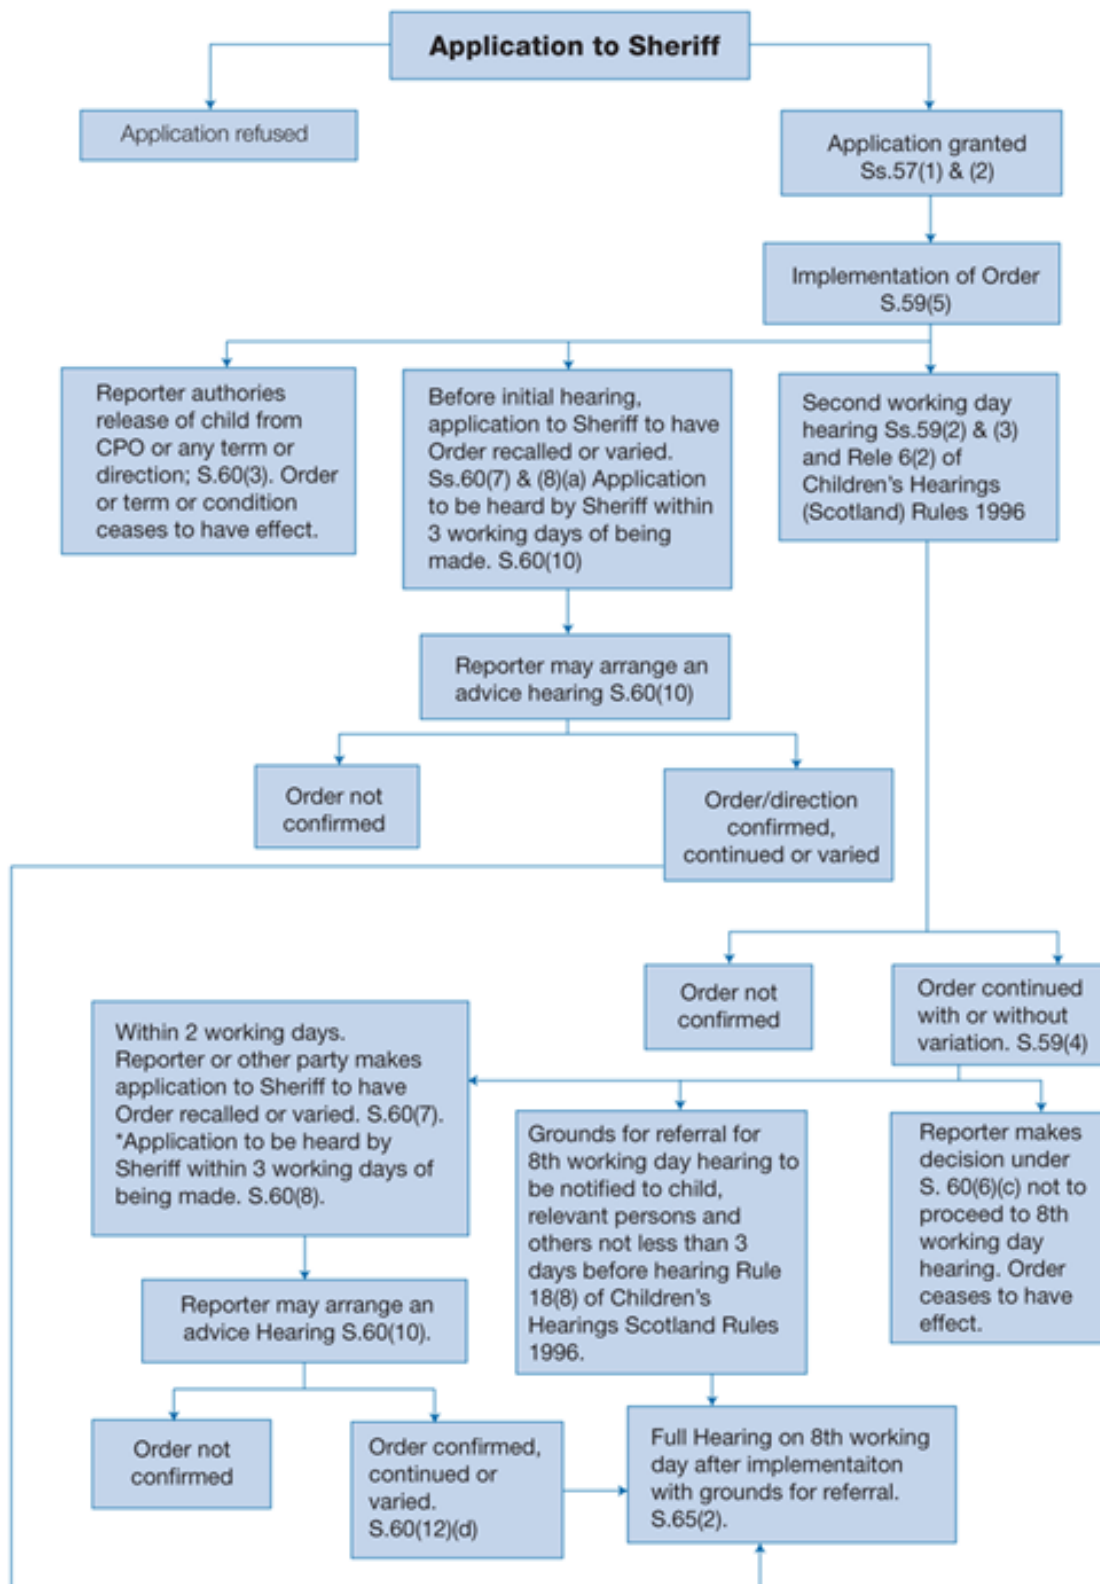 Application to Sheriff
Application refused
Application granted
Ss.57(1) & (2)
Implementation of Order
S.59(5)
Reporter authories
release of child from
CPO or any term or
direction; S.60(3). Order
or term or condition
ceases to have effect.
Before initial hearing,
application to Sheriff to have
Order recalled or varied.
Ss.60(7) & (8)(a) Application
to be heard by Sheriff within
3 working days of being
made. S.60(10)
Second working day
hearing Ss.59(2) & (3)
and Rele 6(2) of
Children's Hearings
(Scotland) Rules 1996
Reporter may arrange an
advice hearing S.60(10)
Order not
confirmed
Order/direction
confirmed,
continued or varied
Order not
confirmed
Order continued
with or without
variation. S.59(4)
Within 2 working days.
Reporter or other party makes
application to Sheriff to have
Order recalled or varied. S.60(7).
*Application to be heard by
Sheriff within 3 working days of
being made. S.60(8).
Grounds for referral for
8th working day hearing to
be notified to child,
relevant persons and
others not less than 3
days before hearing Rule
18(8) of Children's
Hearings Scotland Rules
1996.
Reporter makes
decision under
S. 60(6)(c) not to
proceed to 8th
working day
hearing. Order
ceases to have
effect.
Reporter may arrange an
advice Hearing S.60(10).
Order not
confirmed
Order confirmed,
continued or
varied.
S.60(12)(d)
Full Hearing on 8th working
day after implementaiton
with grounds for referral.
S.65(2).